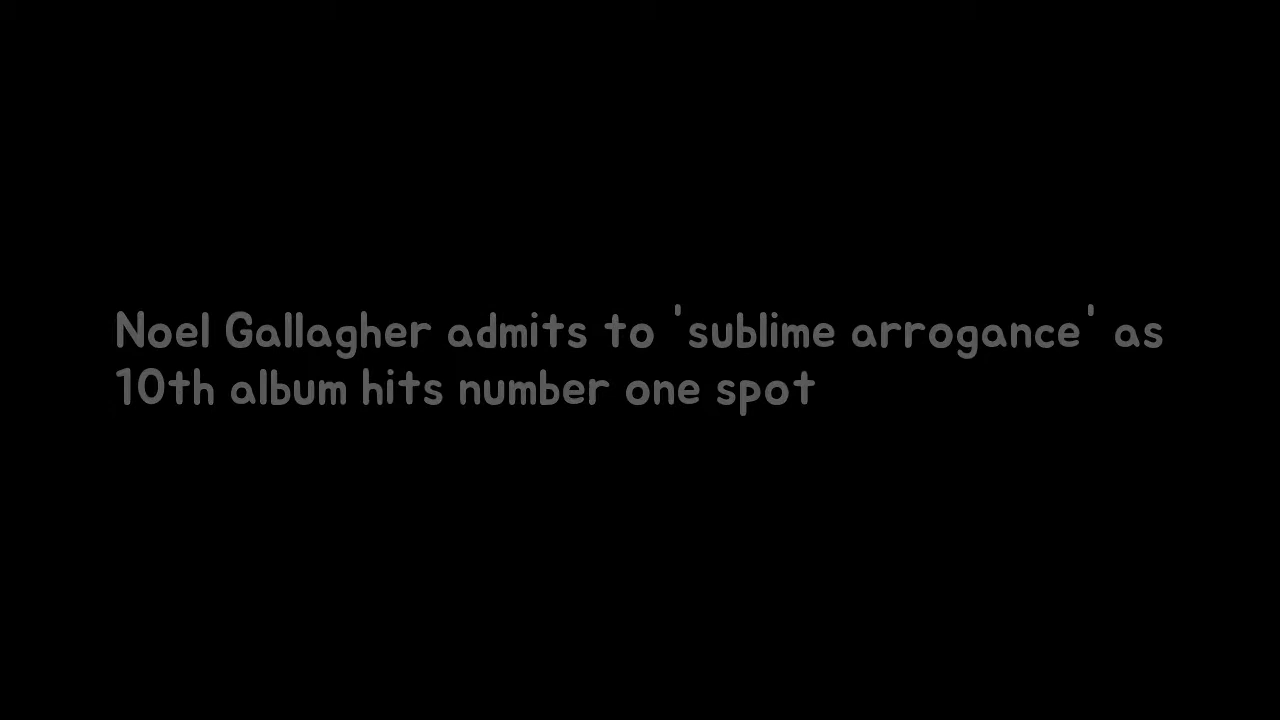 Noel Gallagher admits to 'sublime arrogance' as
10th album hits number one spot